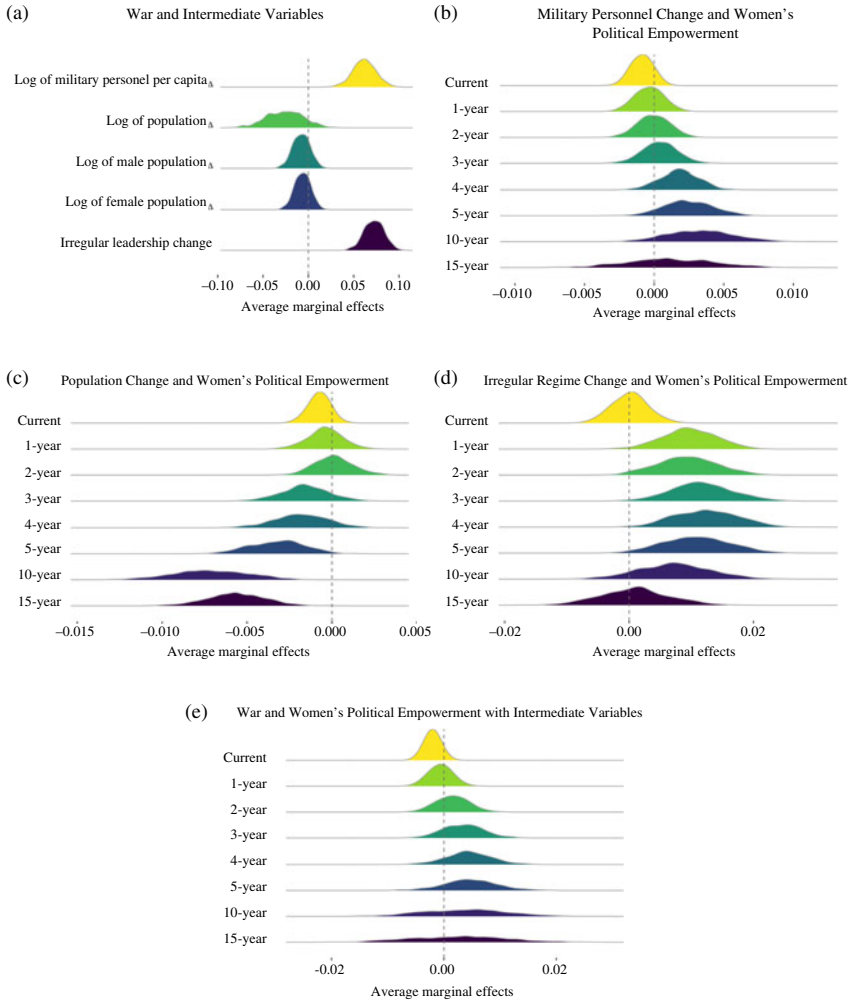 (a)
War and Intermediate Variables
Log of military personel per capitaΔ
Log of populationΔ
Log of male populationΔ
Log of female populationΔ
Irregular leadership change
−0.10 −0.05 0.00 0.05 0.10
Average marginal effects
(b)
Military Personnel Change and Women's
Political Empowerment
Current
1-year
2-year
3-year
4-year
5-year
10-year
15-year
−0.010 −0.005 0.000 0.005 0.010
Average marginal effects
(c)
Population Change and Women's Political Empowerment
Current
1-year
2-year
3-year
4-year
5-year
10-year
15-year
−0.015 −0.010 −0.005 0.000 0.005
Average marginal effects
(d)
Irregular Regime Change and Women's Political Empowerment
Current
1-year
2-year
3-year
4-year
5-year
10-year
15-year
−0.02 0.00 0.02
Average marginal effects
(e)
War and Women's Political Empowerment with Intermediate Variables
Current
1-year
2-year
3-year
4-year
5-year
10-year
15-year
-0.02 0.00 0.02
Average marginal effects